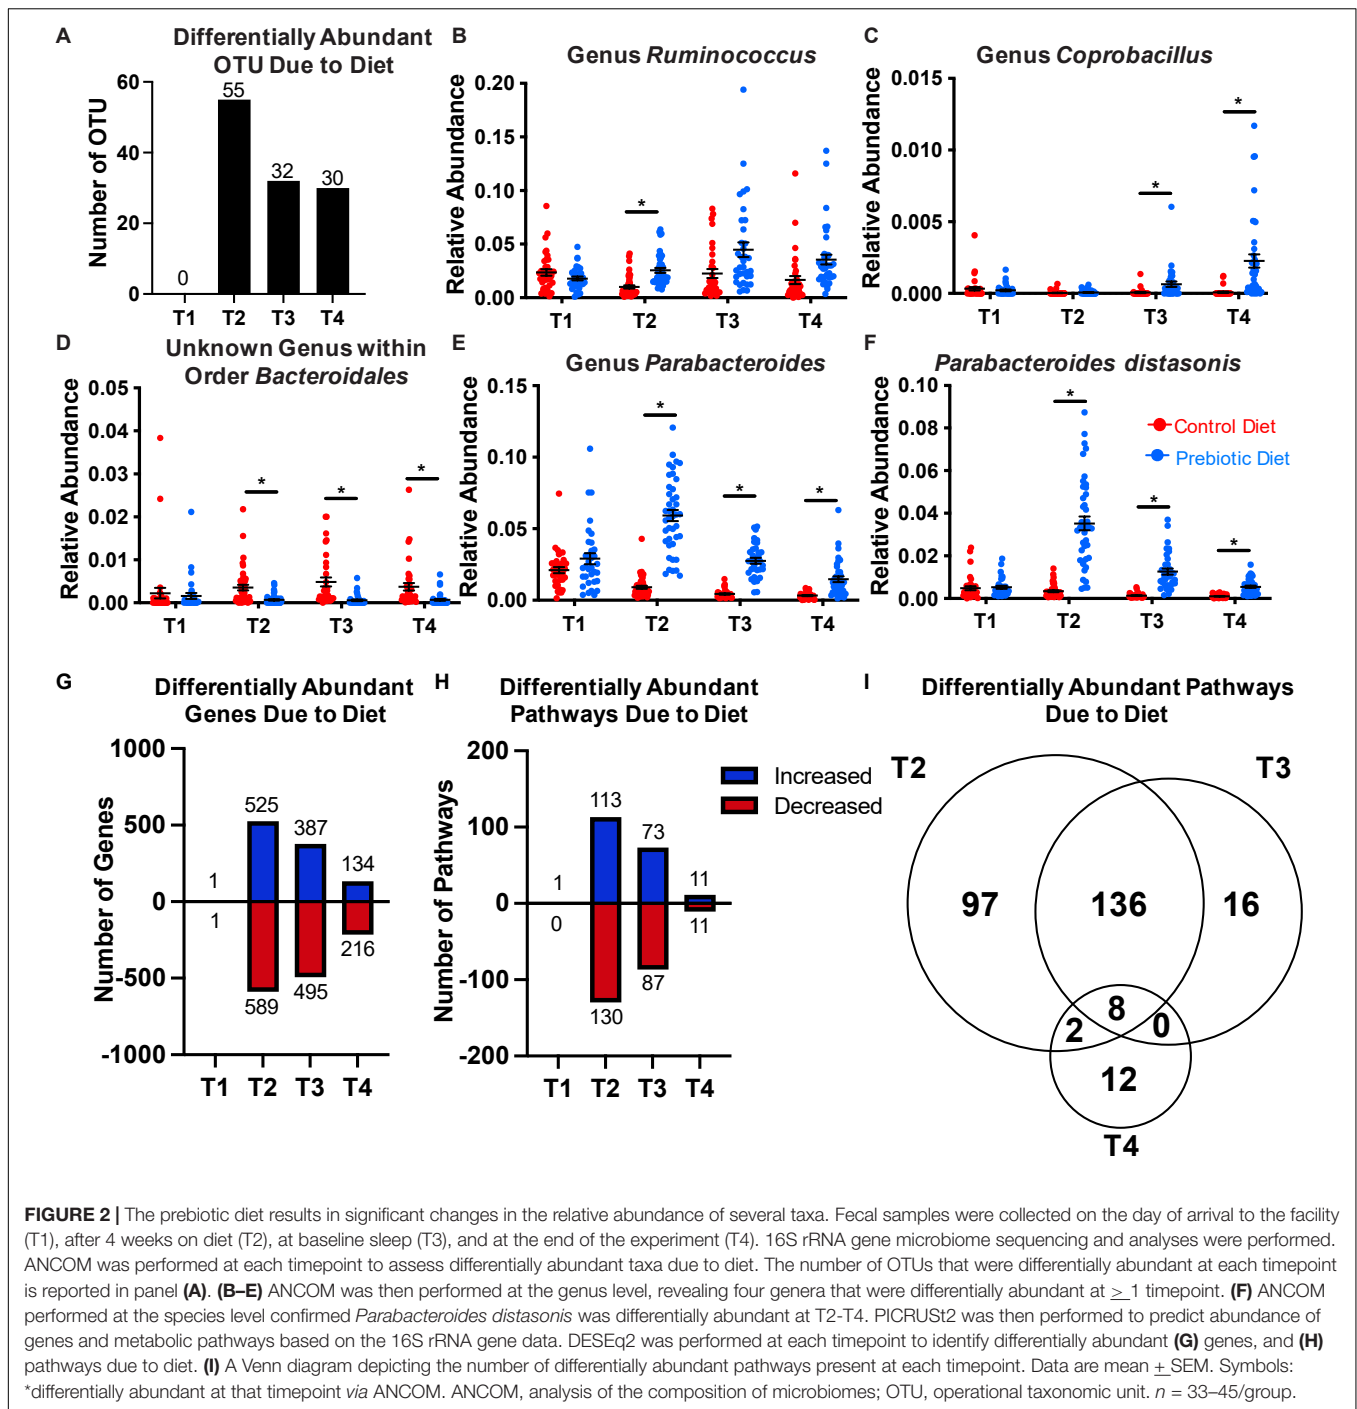 A
Differentially Abundant
OTU Due to Diet
Number of OTU
60
40
20
0
0
55
32
30
T1 T2 T3 T4
B
Genus Ruminococcus
Relative Abundance
0.20
0.15
0.10
0.05
0.00
*
T1 T2 T3 T4
C
Genus Coprobacillus
Relative Abundance
0.015
0.010
0.005
0.000
* *
T1 T2 T3 T4
D
Unknown Genus within
Order Bacteroidales
Relative Abundance
0.05
0.04
0.03
0.02
0.01
0.00
* * *
T1 T2 T3 T4
E
Genus Parabacteroides
Relative Abundance
0.15
0.10
0.05
0.00
* * *
T1 T2 T3 T4
F
Parabacteroides distasonis
Relative Abundance
0.10
0.08
0.06
0.04
0.02
0.00
* * *
Control Diet
Prebiotic Diet
T1 T2 T3 T4
G
Differentially Abundant
Genes Due to Diet
Number of Genes
1000
500
0
-500
-1000
1 525 387 134
1 589 495 216
T1 T2 T3 T4
H
Differentially Abundant
Pathways Due to Diet
Number of Pathways
200
100
0
-100
-200
1 113 73 11
0 130 87 11
T1 T2 T3 T4
Increased
Decreased
I
Differentially Abundant Pathways
Due to Diet
T2
T3
97 136 16
8
2 0
12
T4
FIGURE 2 | The prebiotic diet results in significant changes in the relative abundance of several taxa. Fecal samples were collected on the day of arrival to the facility
(T1), after 4 weeks on diet (T2), at baseline sleep (T3), and at the end of the experiment (T4). 16S rRNA gene microbiome sequencing and analyses were performed.
ANCOM was performed at each timepoint to assess differentially abundant taxa due to diet. The number of OTUs that were differentially abundant at each timepoint
is reported in panel (A). (B–E) ANCOM was then performed at the genus level, revealing four genera that were differentially abundant at ≥ 1 timepoint. (F) ANCOM
performed at the species level confirmed Parabacteroides distasonis was differentially abundant at T2-T4. PICRUSt2 was then performed to predict abundance of
genes and metabolic pathways based on the 16S rRNA gene data. DESEq2 was performed at each timepoint to identify differentially abundant (G) genes, and (H)
pathways due to diet. (I) A Venn diagram depicting the number of differentially abundant pathways present at each timepoint. Data are mean ± SEM. Symbols:
*differentially abundant at that timepoint via ANCOM. ANCOM, analysis of the composition of microbiomes; OTU, operational taxonomic unit. n = 33–45/group.